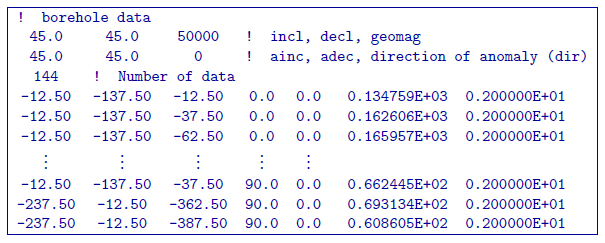 ! borehole data
45.0 45.0 50000 ! incl, decl, geomag
45.0 45.0 0 ! ainc, adec, direction of anomaly (dir)
144 ! Number of data
-12.50 -137.50 -12.50 0.0 0.0 0.134759E+03 0.200000E+01
-12.50 -137.50 -37.50 0.0 0.0 0.162606E+03 0.200000E+01
-12.50 -137.50 -62.50 0.0 0.0 0.165957E+03 0.200000E+01
⋮ ⋮ ⋮ ⋮ ⋮
-12.50 -137.50 -37.50 90.0 0.0 0.662445E+02 0.200000E+01
-237.50 -12.50 -362.50 90.0 0.0 0.693134E+02 0.200000E+01
-237.50 -12.50 -387.50 90.0 0.0 0.608605E+02 0.200000E+01